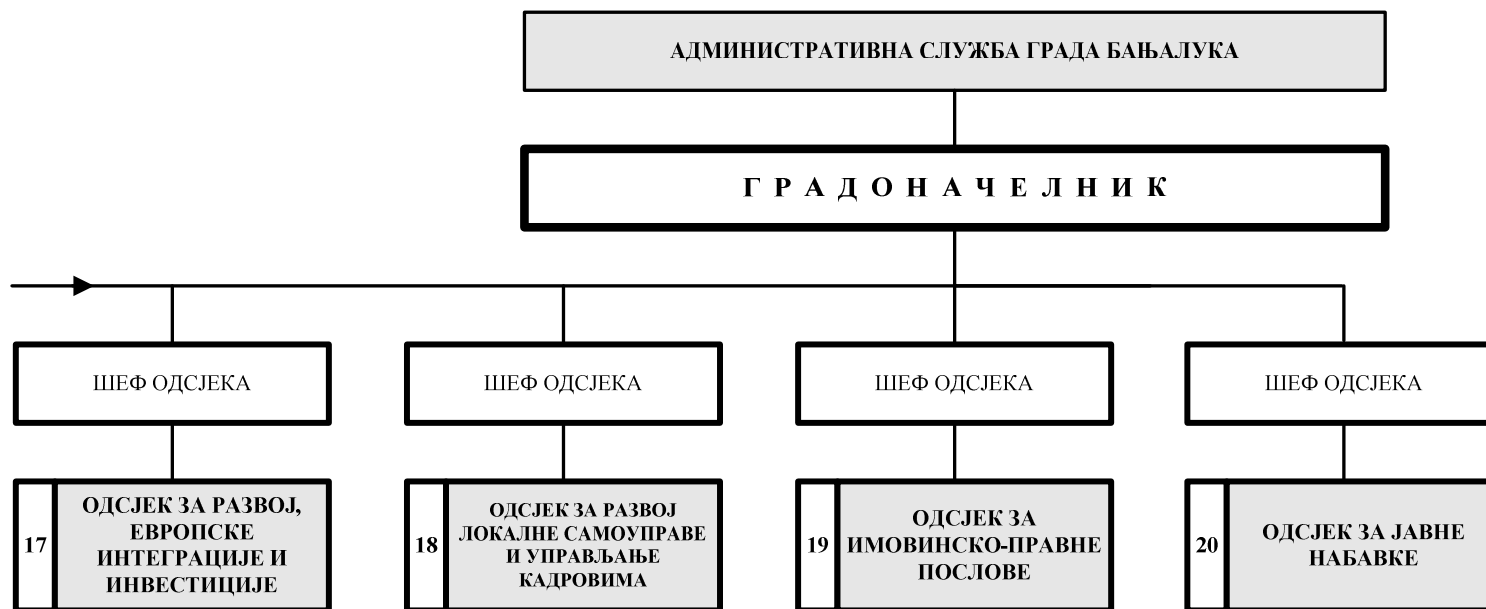 АДМИНИСТРАТИВНА СЛУЖБА ГРАДА БАЊАЛУКА
Г Р А Д О Н А Ч Е Л Н И К
ШЕФ ОДСЈЕКА
ШЕФ ОДСЈЕКА
ШЕФ ОДСЈЕКА
ШЕФ ОДСЈЕКА
17
ОДСЈЕК ЗА РАЗВОЈ,
ЕВРОПСКЕ
ИНТЕГРАЦИЈЕ И
ИНВЕСТИЦИЈЕ
18
ОДСЈЕК ЗА РАЗВОЈ
ЛОКАЛНЕ САМОУПРАВЕ
И УПРАВЉАЊЕ
КАДРОВИМА
19
ОДСЈЕК ЗА
ИМОВИНСКО-ПРАВНЕ
ПОСЛОВЕ
20
ОДСЈЕК ЗА ЈАВНЕ
НАБАВКЕ